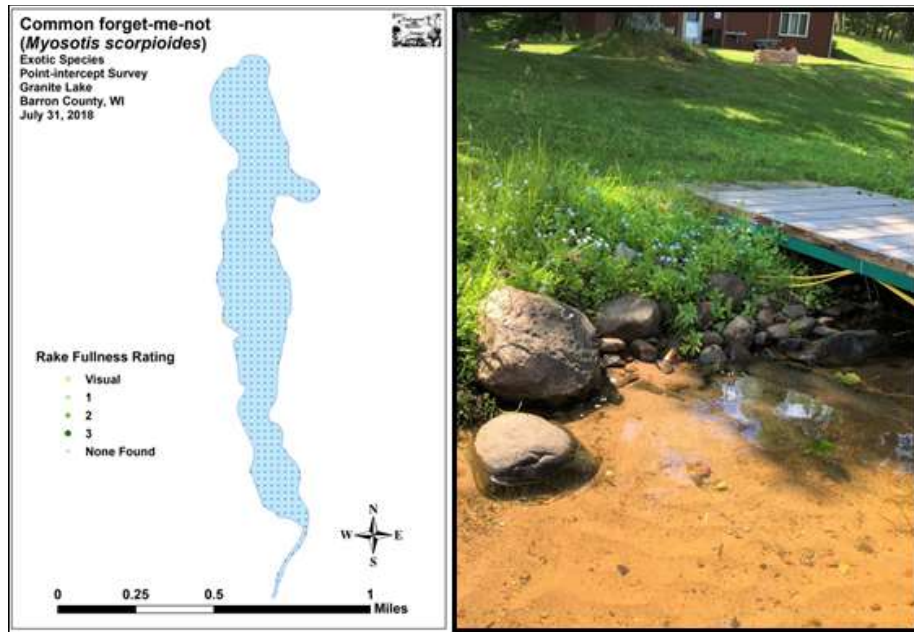 Common forget-me-not
(Myosotis scorpioides)
Exotic Species
Point-intercept Survey
Granite Lake
Barron County, WI
July 31, 2018
Rake Fullness Rating
Visual
1
2
3
None Found
N
W E
S
0 0.25 0.5 1
Miles